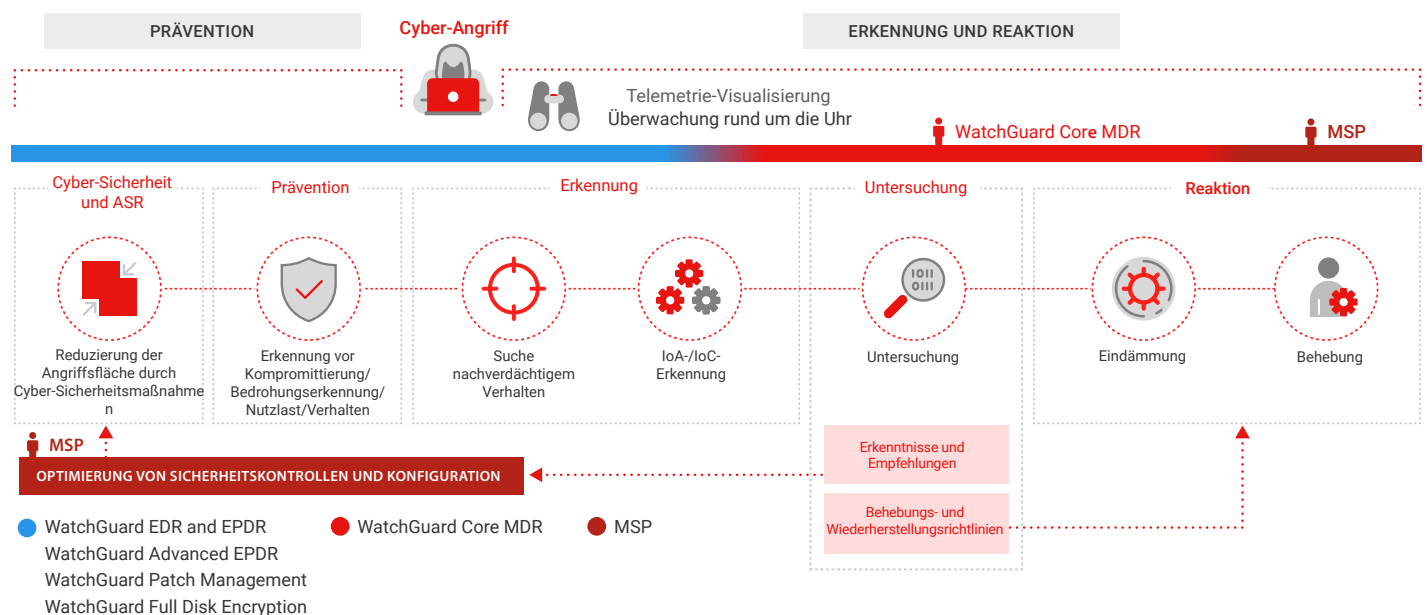 PRÄVENTION
Cyber-Angriff
ERKENNUNG UND REAKTION
Telemetrie-Visualisierung
Überwachung rund um die Uhr
WatchGuard Core MDR
MSP
Cyber-Sicherheit
und ASR
Prävention
Erkennung
Untersuchung
Reaktion
1011
0111
Reduzierung der
Angriffsfläche durch
Cyber-Sicherheitsmaßnahme
n
Erkennung vor
Kompromittierung/
Bedrohungserkennung/
Nutzlast/Verhalten
Suche
nachverdächtigem
Verhalten
IoA-/IoC-
Erkennung
Untersuchung
Eindämmung
Behebung
MSP
OPTIMIERUNG VON SICHERHEITSKONTROLLEN UND KONFIGURATION
Erkenntnisse und
Empfehlungen
Behebungs- und
Wiederherstellungsrichtlinien
WatchGuard EDR and EPDR
WatchGuard Advanced EPDR
WatchGuard Patch Management
WatchGuard Full Disk Encryption
WatchGuard Core MDR
MSP